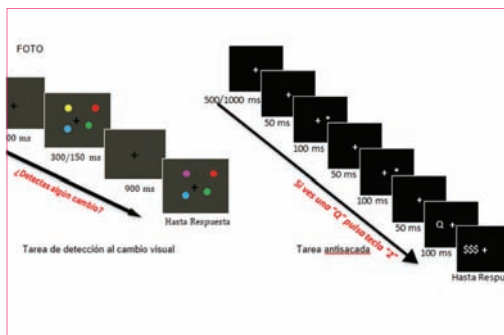 FOTO
00 ms
300/150 ms
900 ms
Hasta Respuesta
¿Detectas algún cambio?
Tarea de detección al cambio visual
500/1000 ms
50 ms
100 ms
50 ms
100 ms
50 ms
Q
100 ms
$$$
Hasta Respu
Si ves una "Q" pulsa tecla "1"
Tarea antisacada